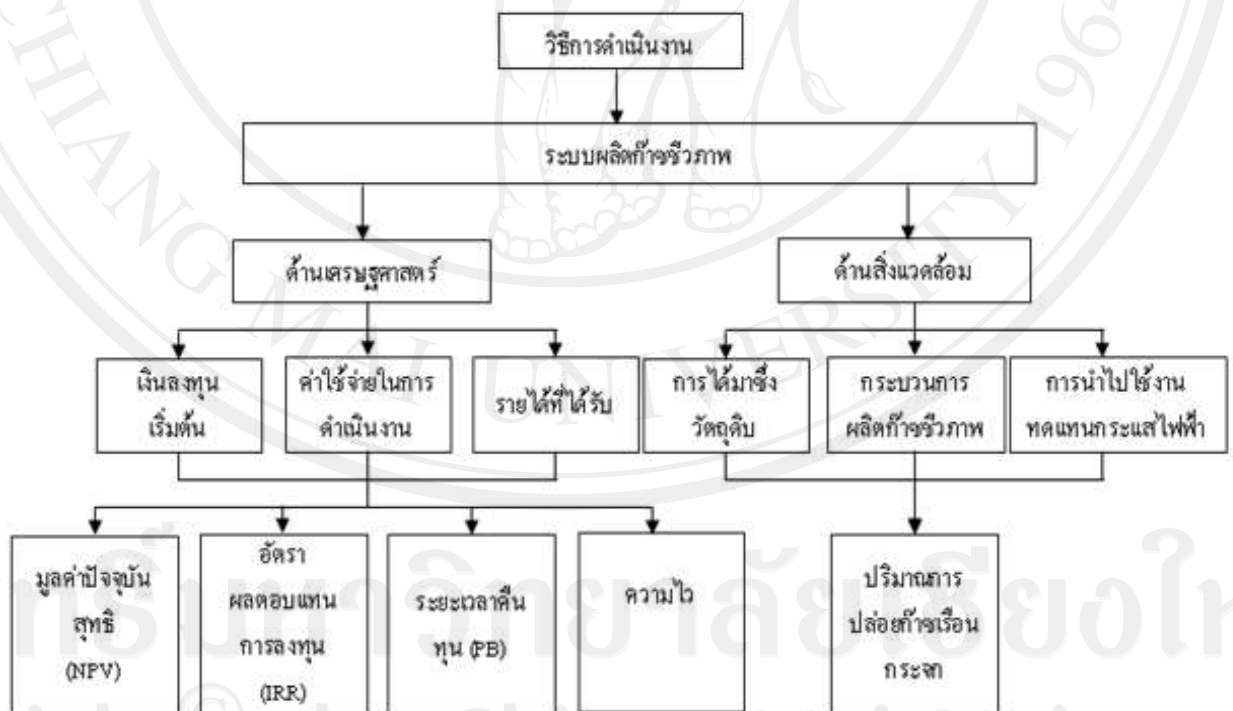 วิธีการดำเนินงาน
ระบบผลิตก๊าซชีวภาพ
ด้านเศรษฐศาสตร์
ด้านสิ่งแวดล้อม
เงินลงทุน
เริ่มต้น
ค่าใช้จ่ายในการ
ดำเนินงาน
รายได้ที่ได้รับ
การได้มาซึ่ง
วัตถุดิบ
กระบวนการ
ผลิตก๊าซชีวภาพ
การนำไปใช้งาน
ทดแทนกระแสไฟฟ้า
มูลค่าปัจจุบัน
สุทธิ
(NPV)
อัตรา
ผลตอบแทน
การลงทุน
(IRR)
ระยะเวลาคืน
ทุน (PB)
ความไว
ปริมาณการ
ปล่อยก๊าซเรือน
กระจก
CHIANG MAI UNIVERSITY 1964